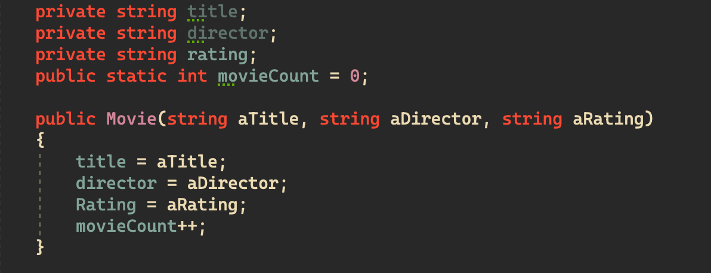 private string title;
private string director;
private string rating;
public static int movieCount = 0;
public Movie(string aTitle, string aDirector, string aRating)
{
title = aTitle;
director = aDirector;
Rating = aRating;
movieCount++;
}